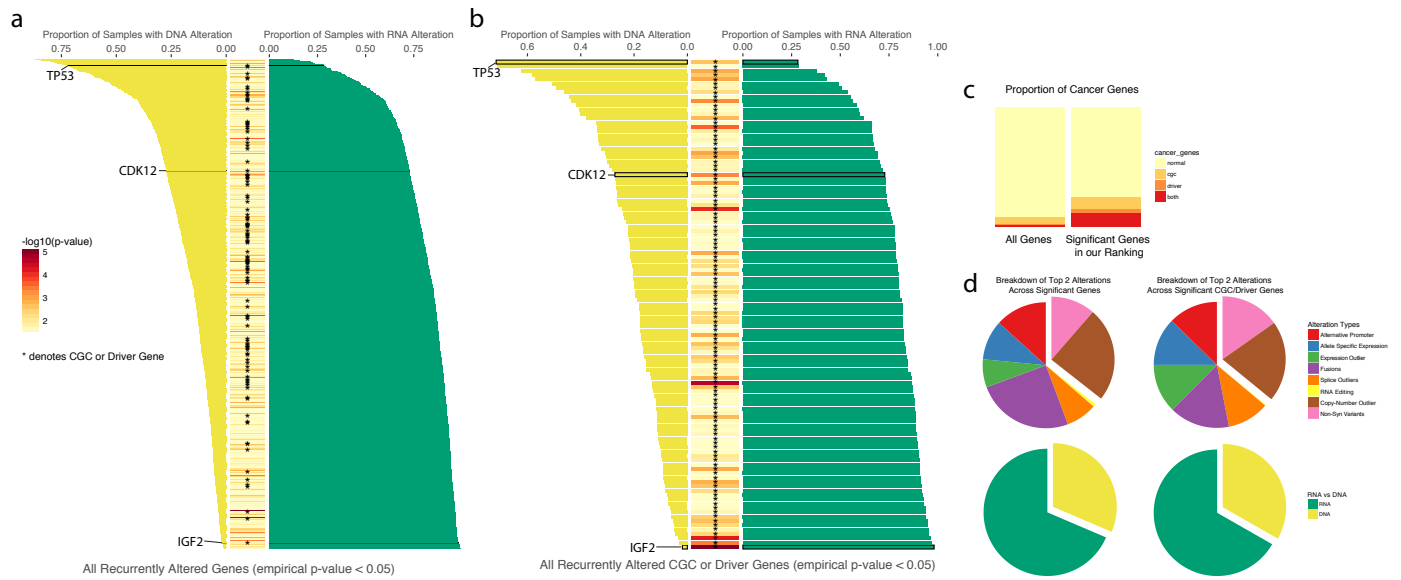 a
Proportion of Samples with DNA Alteration
Proportion of Samples with RNA Alteration
0.75 0.50 0.25 0.00 0.00 0.25 0.50 0.75
TP53
CDK12
IGF2
-log10(p-value)
5
4
3
2
* denotes CGC or Driver Gene
All Recurrently Altered Genes (empirical p-value < 0.05)
b
Proportion of Samples with DNA Alteration
Proportion of Samples with RNA Alteration
0.6 0.4 0.2 0.0 0.00 0.25 0.50 0.75 1.00
TP53
CDK12
IGF2
All Recurrently Altered CGC or Driver Genes (empirical p-value < 0.05)
c
Proportion of Cancer Genes
cancer_genes
normal
cgc
driver
both
All Genes
Significant Genes
in our Ranking
d
Breakdown of Top 2 Alterations
Across Significant Genes
Breakdown of Top 2 Alterations
Across Significant CGC/Driver Genes
Alteration Types
Alternative Promoter
Allele Specific Expression
Expression Outlier
Fusions
Splice Outliers
RNA Editing
Copy-Number Outlier
Non-Syn Variants
RNA vs DNA
RNA
DNA